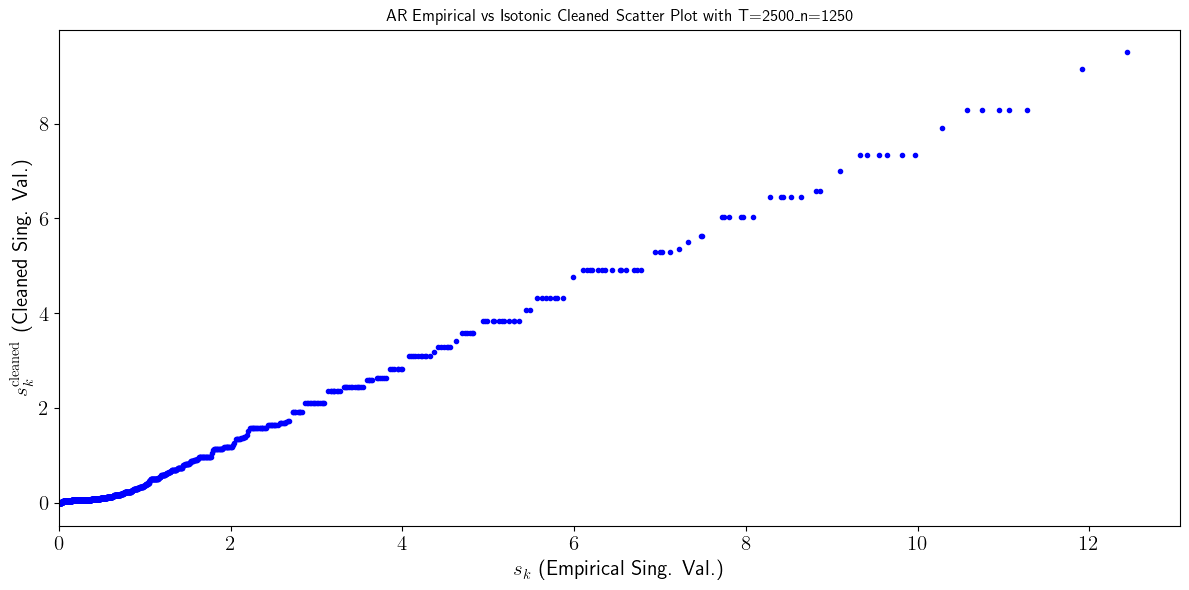 AR Empirical vs Isotonic Cleaned Scatter Plot with T=2500_n=1250
8
6
4
2
0
s_k^cleaned (Cleaned Sing. Val.)
0 2 4 6 8 10 12
s_k (Empirical Sing. Val.)